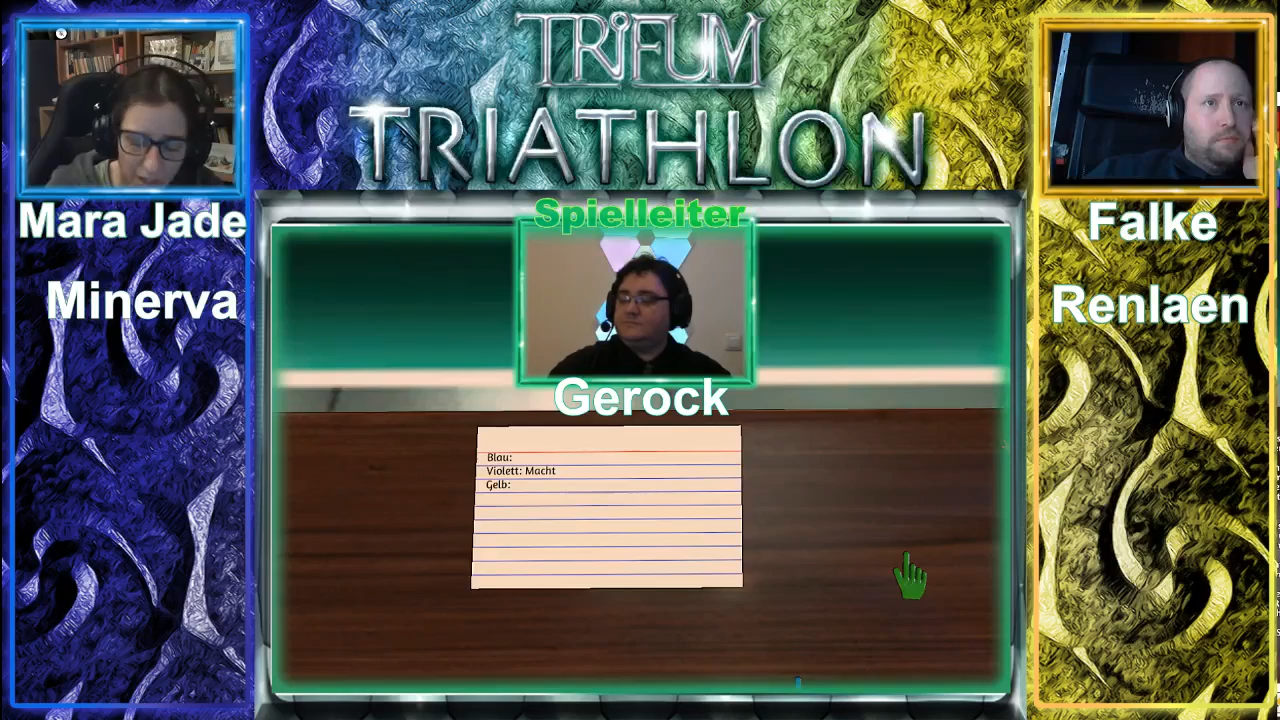 TRiFUM
TRIATHLON
Mara Jade
Minerva
Spielleiter
Gerock
Falke
Renlaen
Blau:
Violett: Macht
Gelb: